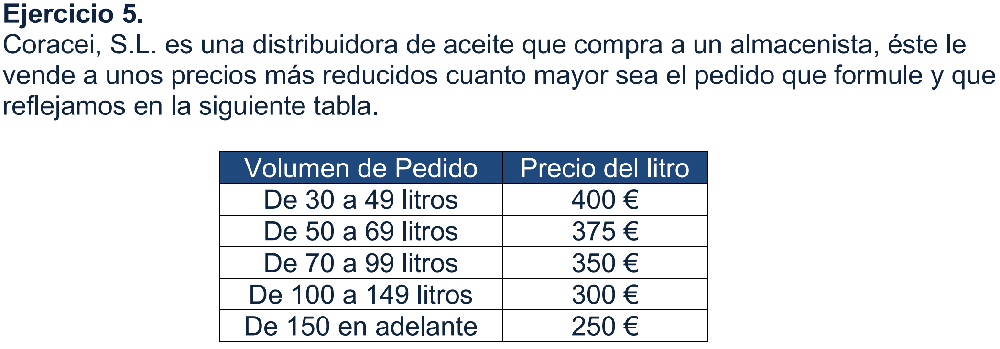 Ejercicio 5.
Coracei, S.L. es una distribuidora de aceite que compra a un almacenista, éste le
vende a unos precios más reducidos cuanto mayor sea el pedido que formule y que
reflejamos en la siguiente tabla.
Volumen de Pedido Precio del litro
De 30 a 49 litros 400 €
De 50 a 69 litros 375 €
De 70 a 99 litros 350 €
De 100 a 149 litros 300 €
De 150 en adelante 250 €